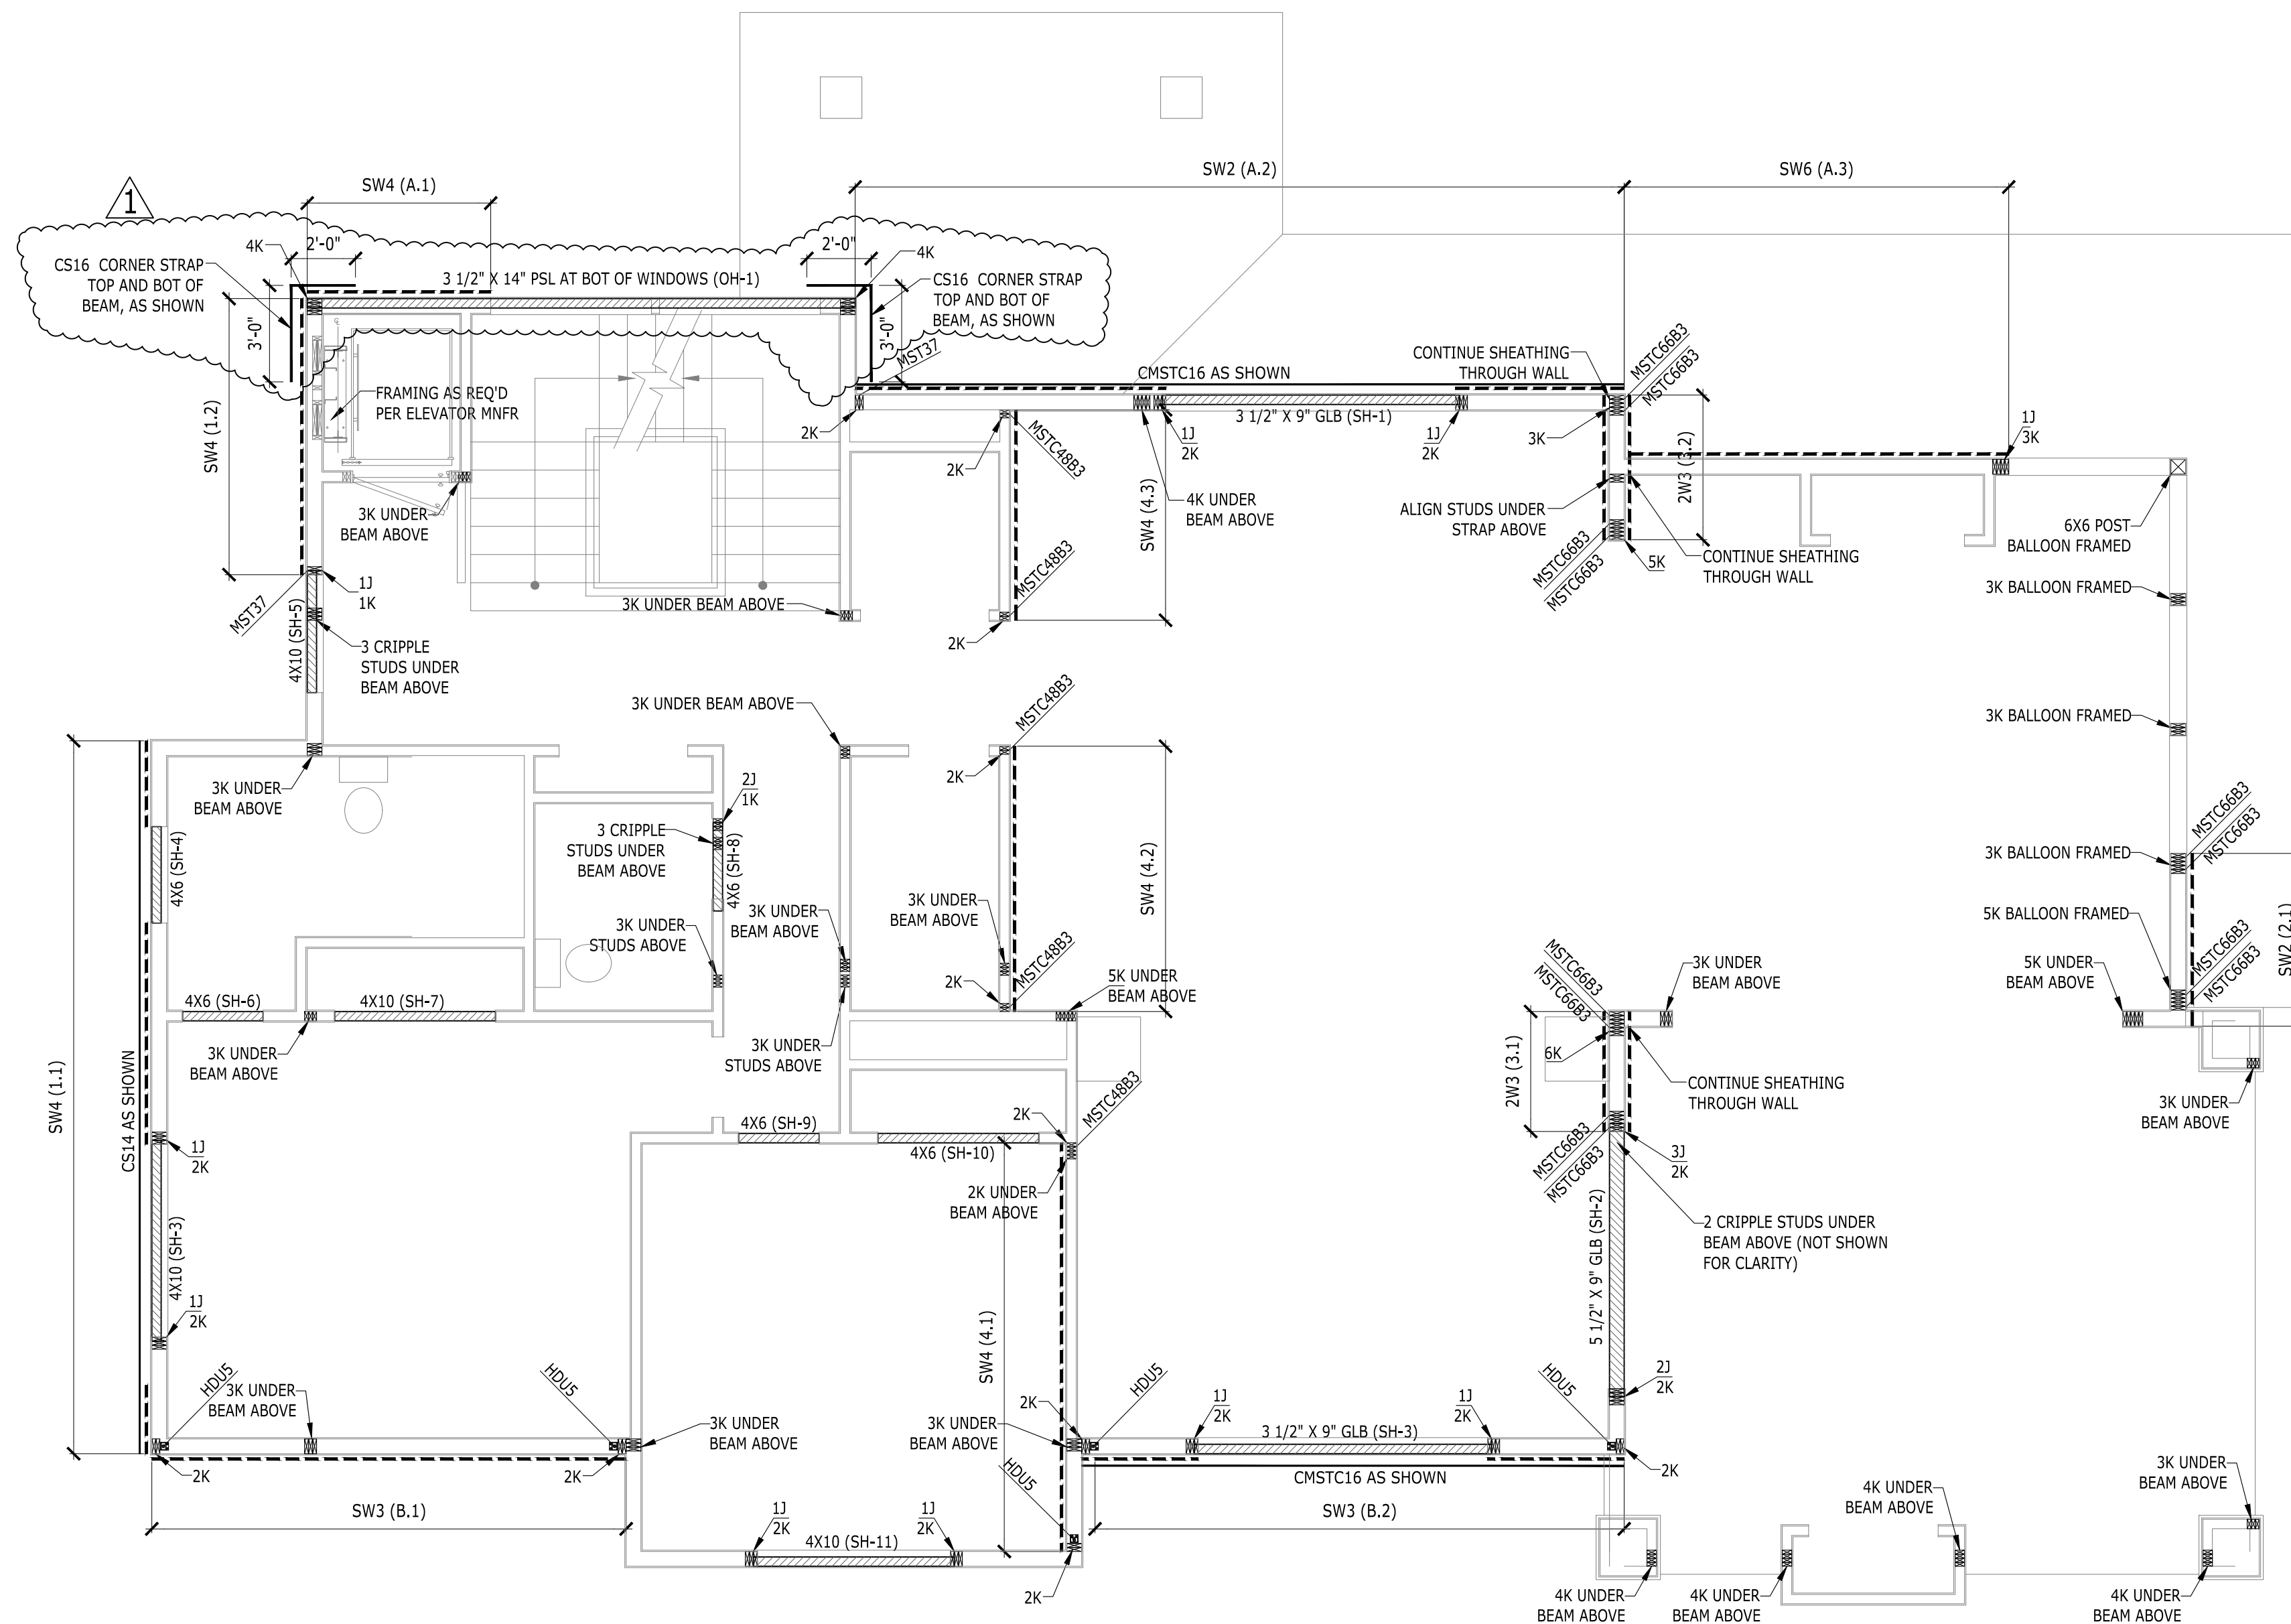 SW2 (A.2)
SW6 (A.3)
SW4 (A.1)
1
4K
2'-0"
2'-0"
4K
CS16 CORNER STRAP
TOP AND BOT OF
BEAM, AS SHOWN
3 1/2" X 14" PSL AT BOT OF WINDOWS (OH-1)
CS16 CORNER STRAP
TOP AND BOT OF
BEAM, AS SHOWN
3'-0"
3'-0"
MST37
CONTINUE SHEATHING
THROUGH WALL
MSTC66B3
MSTC66B3
CMSTC16 AS SHOWN
FRAMING AS REQ'D
PER ELEVATOR MNFR
SW4 (1.2)
3 1/2" X 9" GLB (SH-1)
2K
1J
2K
1J
2K
3K
1J
3K
2K
MSTC48B3
2W3 (3.2)
SW4 (4.3)
4K UNDER
BEAM ABOVE
ALIGN STUDS UNDER
STRAP ABOVE
3K UNDER
BEAM ABOVE
6X6 POST
BALLOON FRAMED
MSTC66B3
MSTC66B3
5K
CONTINUE SHEATHING
THROUGH WALL
MSTC48B3
1J
1K
MST37
3K UNDER BEAM ABOVE
2K
3K BALLOON FRAMED
4X10 (SH-5)
3 CRIPPLE
STUDS UNDER
BEAM ABOVE
3K UNDER BEAM ABOVE
MSTC48B3
3K BALLOON FRAMED
2K
3K UNDER
BEAM ABOVE
2J
1K
4X6 (SH-4)
3 CRIPPLE
STUDS UNDER
BEAM ABOVE
4X6 (SH-8)
SW4 (4.2)
MSTC66B3
MSTC66B3
3K BALLOON FRAMED
3K UNDER
STUDS ABOVE
3K UNDER
BEAM ABOVE
3K UNDER
BEAM ABOVE
5K BALLOON FRAMED
SW2 (2.1)
MSTC66B3
MSTC66B3
MSTC48B3
2K
5K UNDER
BEAM ABOVE
MSTC66B3
MSTC66B3
3K UNDER
BEAM ABOVE
5K UNDER
BEAM ABOVE
4X6 (SH-6)
4X10 (SH-7)
3K UNDER
BEAM ABOVE
3K UNDER
STUDS ABOVE
6K
2W3 (3.1)
CONTINUE SHEATHING
THROUGH WALL
3K UNDER
BEAM ABOVE
SW4 (1.1)
CS14 AS SHOWN
MSTC48B3
2K
4X6 (SH-9)
4X6 (SH-10)
1J
2K
MSTC66B3
MSTC66B3
3J
2K
2K UNDER
BEAM ABOVE
4X10 (SH-3)
5 1/2" X 9" GLB (SH-2)
2 CRIPPLE STUDS UNDER
BEAM ABOVE (NOT SHOWN
FOR CLARITY)
1J
2K
SW4 (4.1)
HDU5
3K UNDER
BEAM ABOVE
HDU5
3K UNDER
BEAM ABOVE
2K
3K UNDER
BEAM ABOVE
HDU5
1J
2K
1J
2K
HDU5
2J
2K
3 1/2" X 9" GLB (SH-3)
2K
2K
HDU5
CMSTC16 AS SHOWN
2K
3K UNDER
BEAM ABOVE
SW3 (B.1)
1J
2K
1J
2K
SW3 (B.2)
4K UNDER
BEAM ABOVE
4X10 (SH-11)
2K
4K UNDER
BEAM ABOVE
4K UNDER
BEAM ABOVE
4K UNDER
BEAM ABOVE